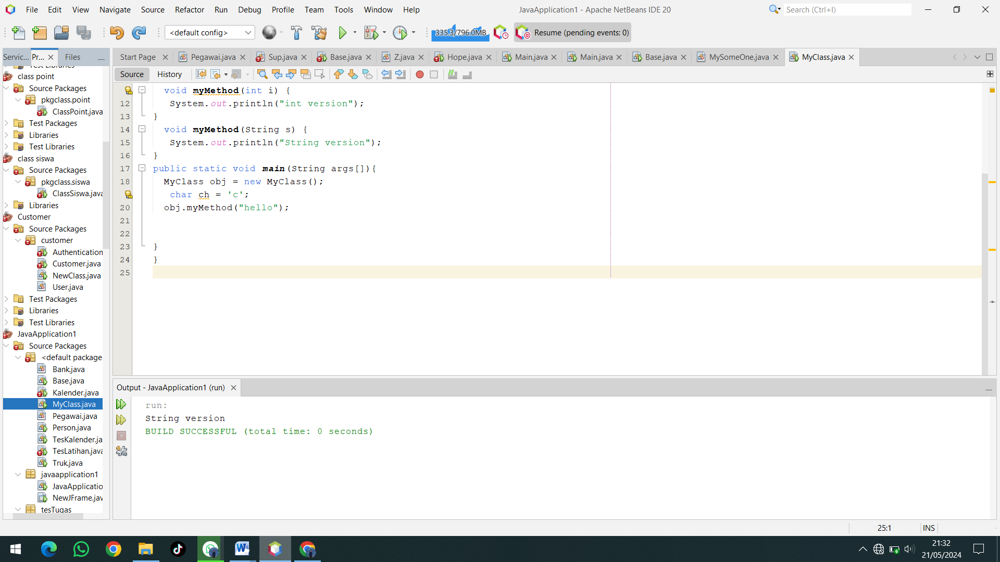 File Edit View Navigate Source Refactor Run Debug Profile Team Tools Window Help
JavaApplication1 - Apache NetBeans IDE 20
Search (Ctrl+I)
<default config>
335.3/796.0MB
Resume (pending events: 0)
Servic... Pr... Files
Start Page Pegawai.java Sup.java Base.java Z.java Hope.java Main.java Main.java Base.java MySomeOne.java MyClass.java
Source History
Test Libraries
class point
Source Packages
pkgclass.point
ClassPoint.java
Test Packages
Libraries
Test Libraries
class siswa
Source Packages
pkgclass.siswa
ClassSiswa.java
Libraries
Customer
Source Packages
customer
Authentication
Customer.java
NewClass.java
User.java
Test Packages
Libraries
Test Libraries
JavaApplication1
Source Packages
<default package
Bank.java
Base.java
Kalender.java
MyClass.java
Pegawai.java
Person.java
TesKalender.ja
TesLatihan.java
Truk.java
javaapplication1
JavaApplicatio
NewJFrame.jav
tesTugas
void myMethod(int i) {
12 System.out.println("int version");
13 }
14 void myMethod(String s) {
15 System.out.println("String version");
16 }
17 public static void main(String args[]){
18 MyClass obj = new MyClass();
char ch = 'c';
20 obj.myMethod("hello");
21
22
23 }
24 }
25
Output - JavaApplication1 (run)
run:
String version
BUILD SUCCESSFUL (total time: 0 seconds)
25:1 INS
21:32
21/05/2024